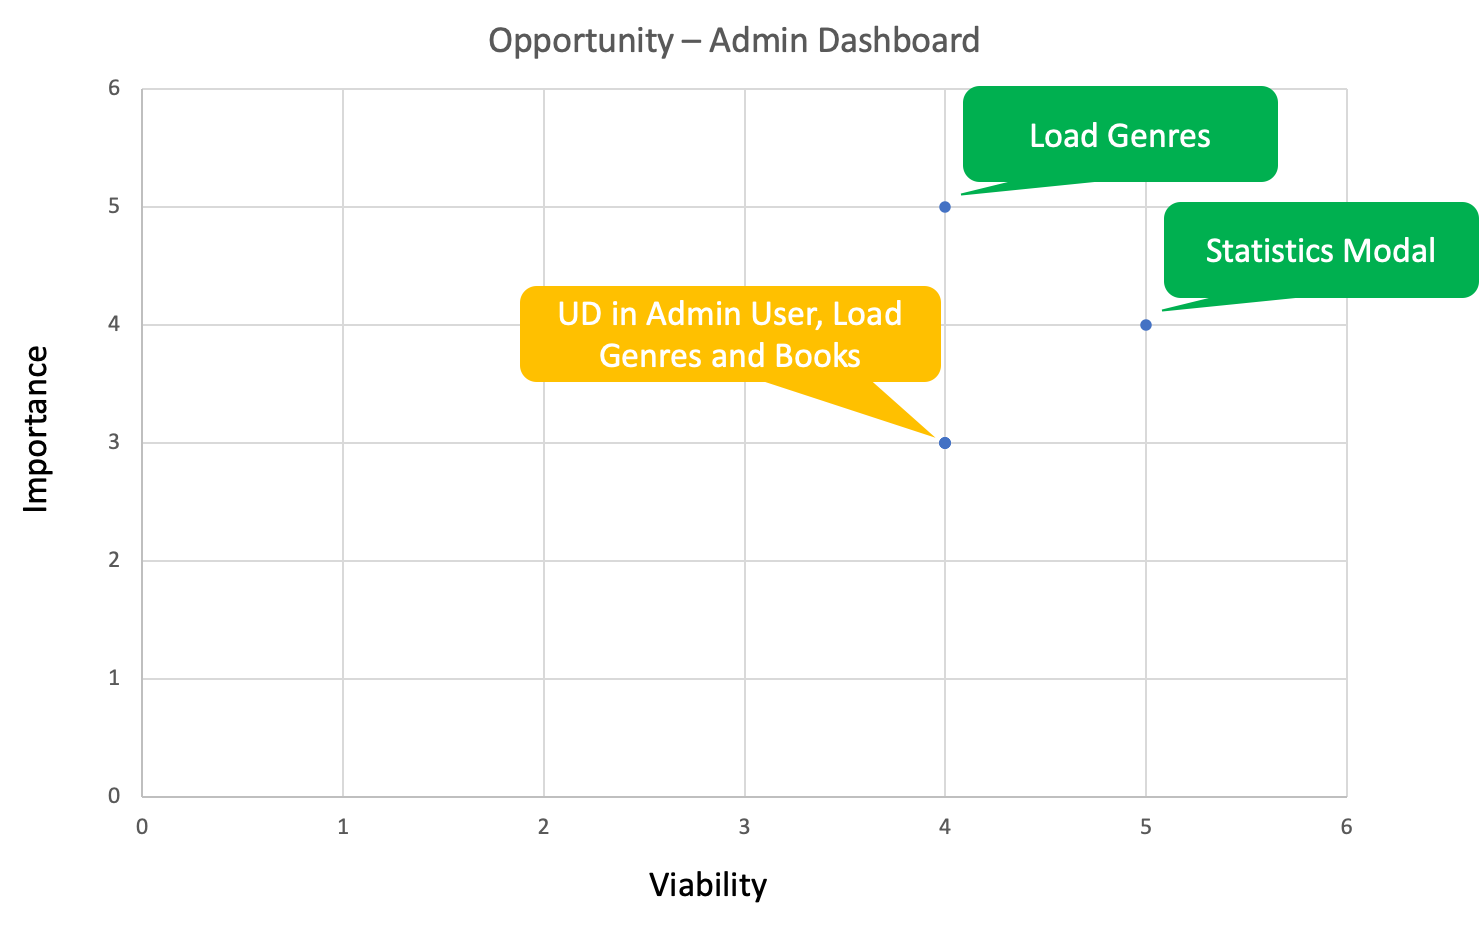 Opportunity – Admin Dashboard
6
Load Genres
5
Statistics Modal
UD in Admin User, Load
Genres and Books
4
3
2
1
0
Importance
0 1 2 3 4 5 6
Viability